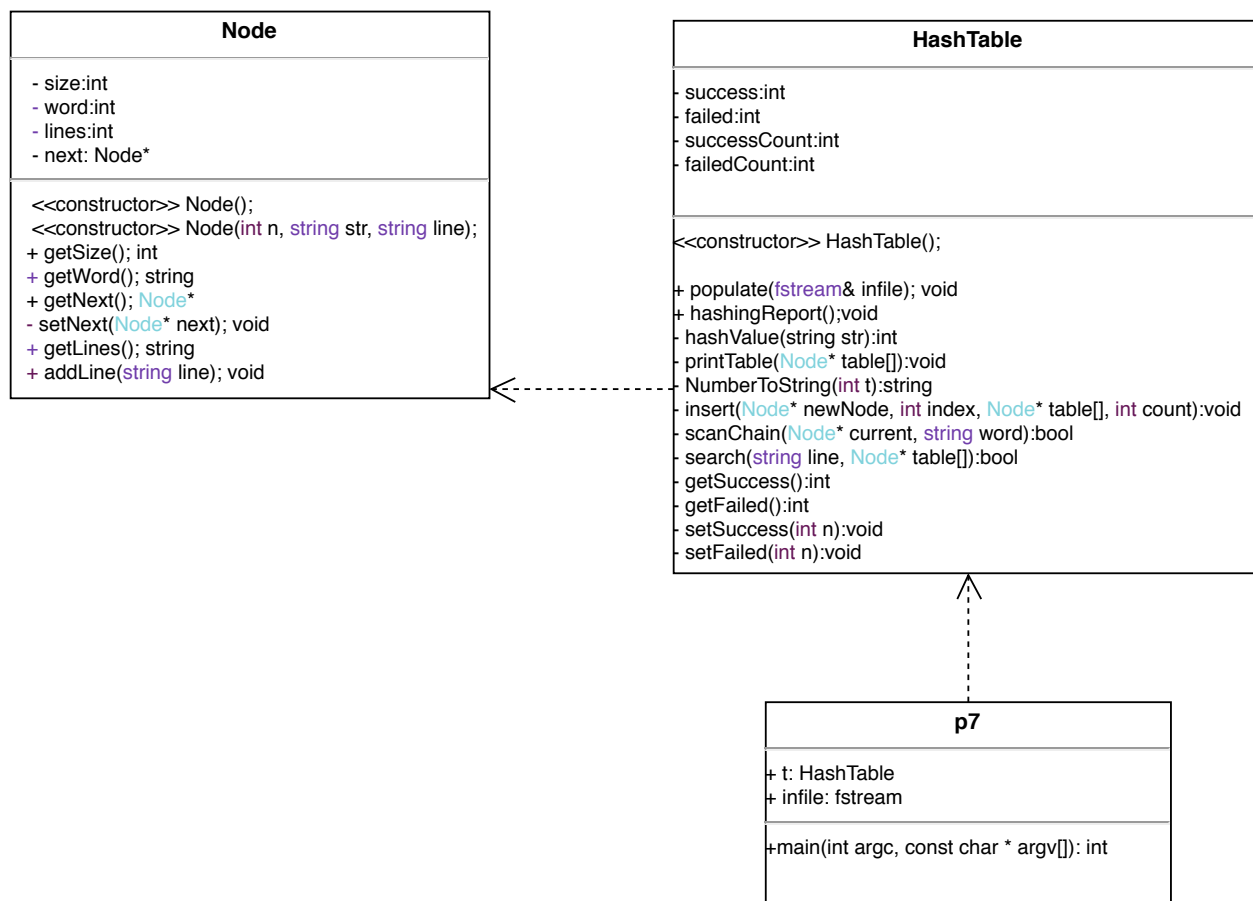 Node
- size:int
- word:int
- lines:int
- next: Node*
<<constructor>> Node();
<<constructor>> Node(int n, string str, string line);
+ getSize(); int
+ getWord(); string
+ getNext(); Node*
- setNext(Node* next); void
+ getLines(); string
+ addLine(string line); void
HashTable
- success:int
- failed:int
- successCount:int
- failedCount:int
<<constructor>> HashTable();
+ populate(fstream& infile); void
+ hashingReport();void
- hashValue(string str):int
- printTable(Node* table[]):void
- NumberToString(int t):string
- insert(Node* newNode, int index, Node* table[], int count):void
- scanChain(Node* current, string word):bool
- search(string line, Node* table[]):bool
- getSuccess():int
- getFailed():int
- setSuccess(int n):void
- setFailed(int n):void
p7
+ t: HashTable
+ infile: fstream
+main(int argc, const char * argv[]): int